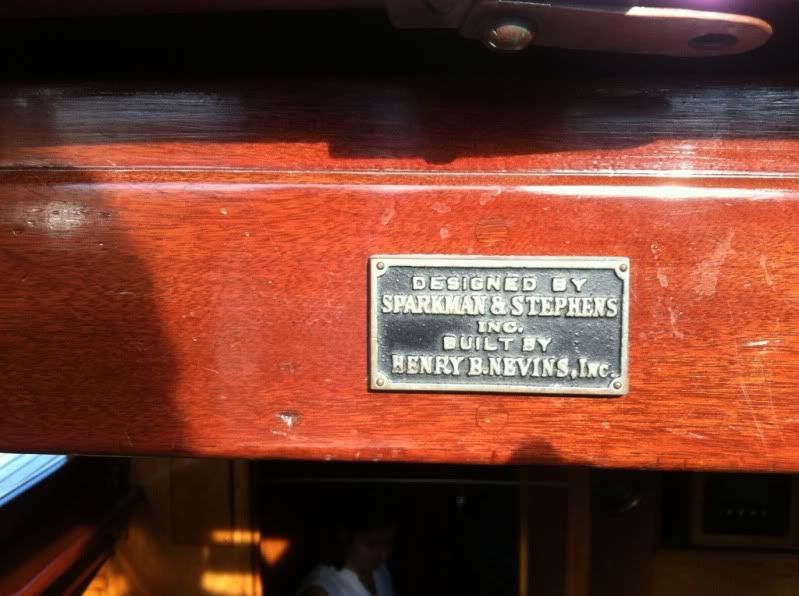 DESIGNED BY
SPARKMAN & STEPHENS
INC.
BUILT BY
HENRY B. NEVINS, INC.